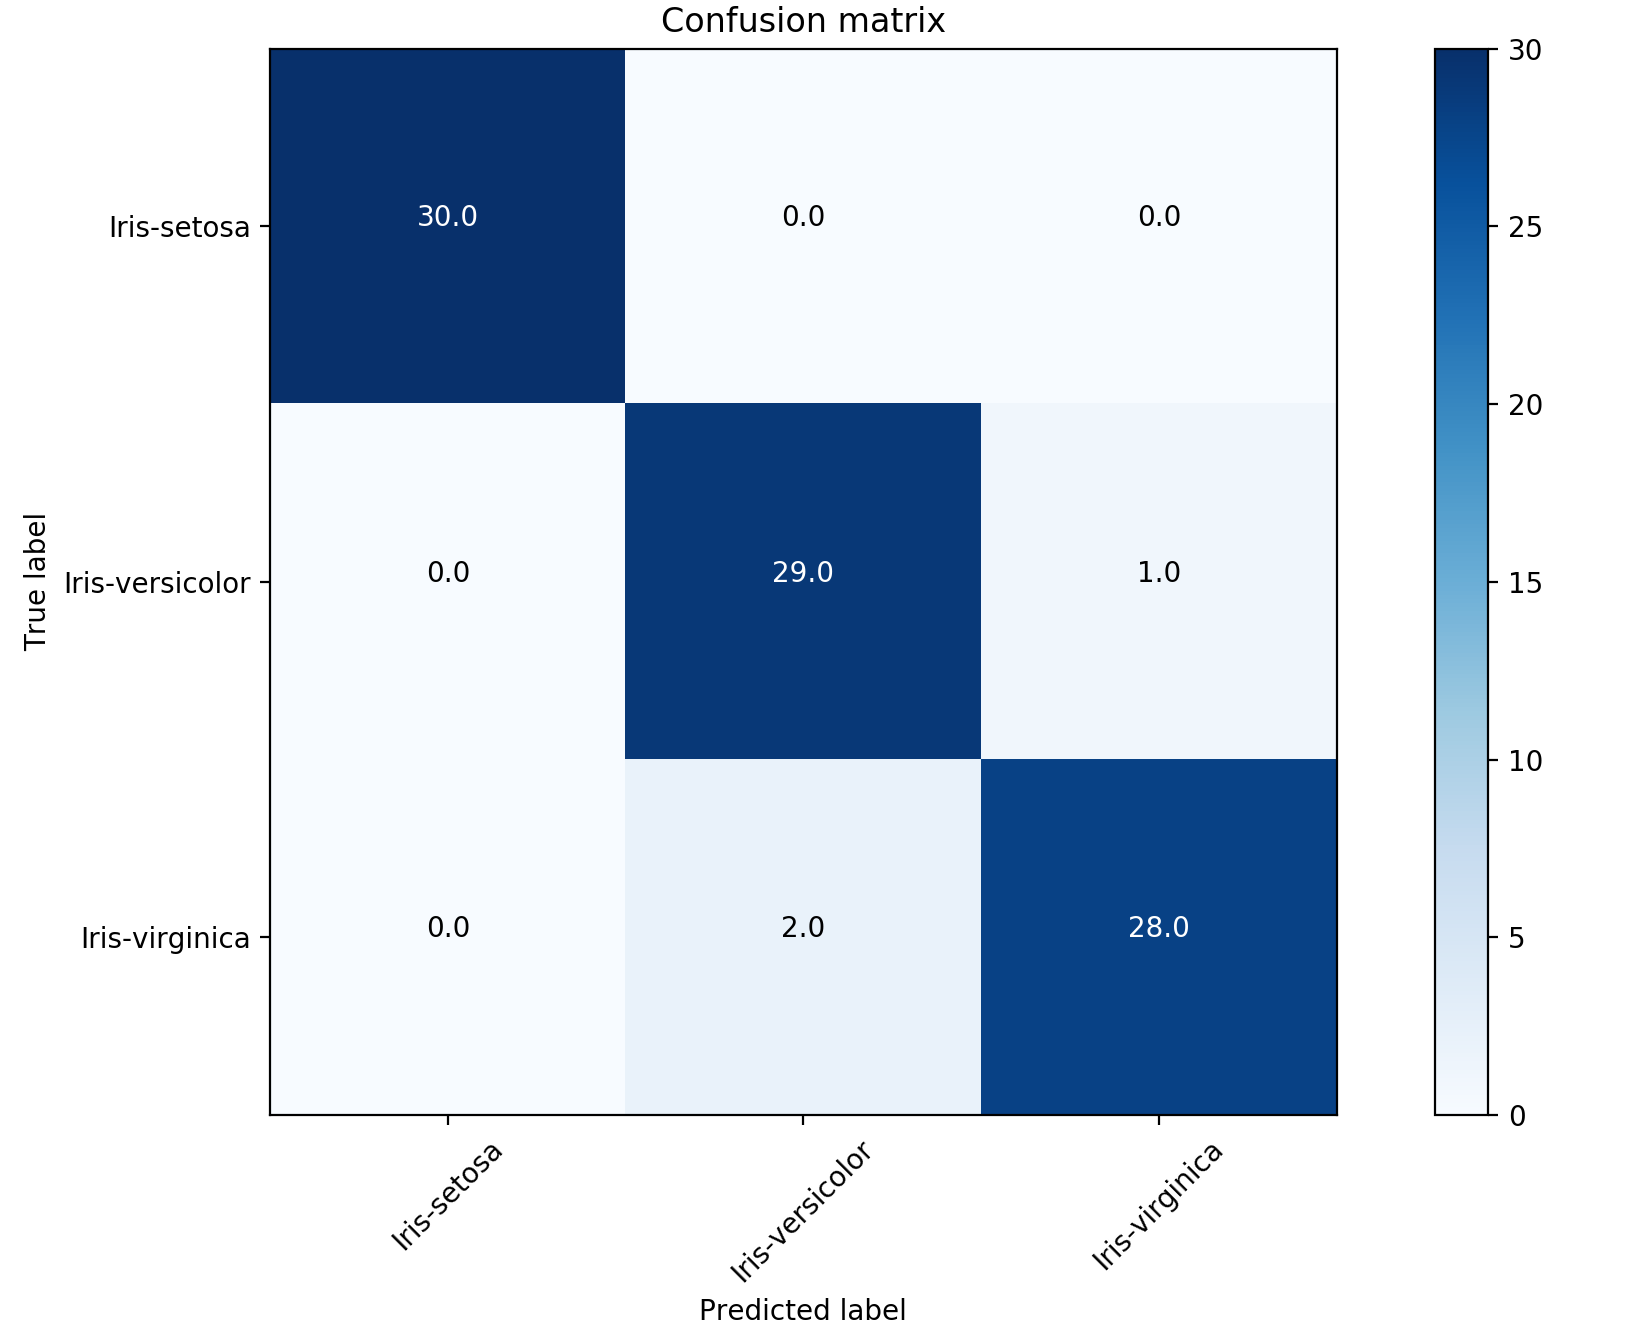 Confusion matrix
30
Iris-setosa 30.0 0.0 0.0 25
20
True label Iris-versicolor 0.0 29.0 1.0 15
10
Iris-virginica 0.0 2.0 28.0 5
0
Iris-setosa Iris-versicolor Iris-virginica
Predicted label